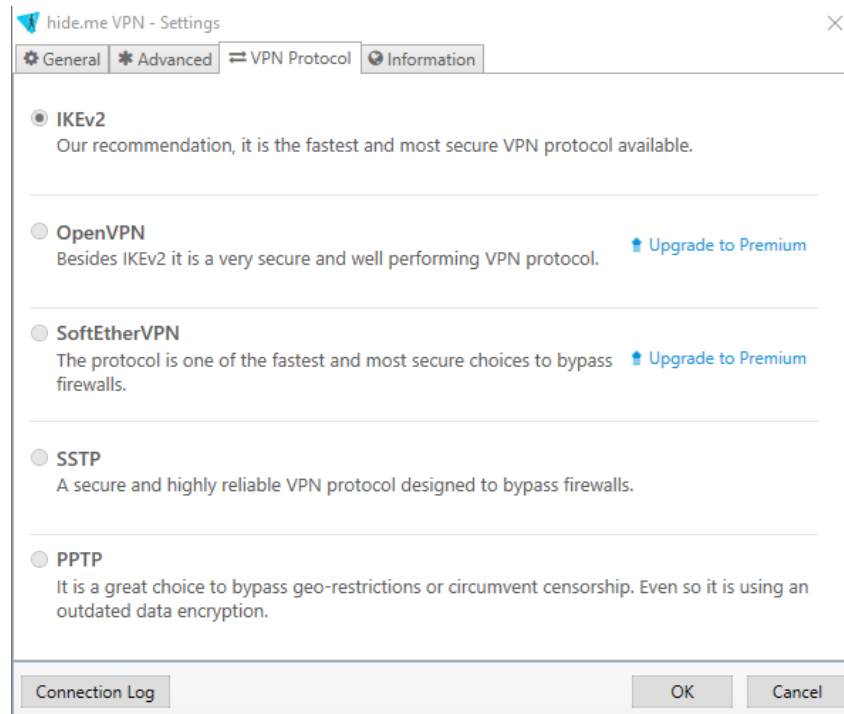 hide.me VPN - Settings
General Advanced VPN Protocol Information
IKEv2
Our recommendation, it is the fastest and most secure VPN protocol available.
OpenVPN
Besides IKEv2 it is a very secure and well performing VPN protocol.
Upgrade to Premium
SoftEtherVPN
The protocol is one of the fastest and most secure choices to bypass
firewalls.
Upgrade to Premium
SSTP
A secure and highly reliable VPN protocol designed to bypass firewalls.
PPTP
It is a great choice to bypass geo-restrictions or circumvent censorship. Even so it is using an
outdated data encryption.
Connection Log OK Cancel